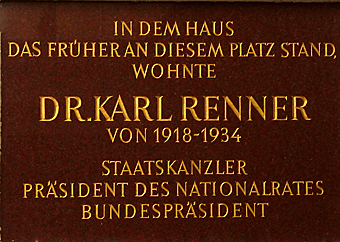 IN DEM HAUS
DAS FRÜHER AN DIESEM PLATZ STAND,
WOHNTE
DR. KARL RENNER
VON 1918-1934
STAATSKANZLER
PRÄSIDENT DES NATIONALRATES
BUNDESPRÄSIDENT